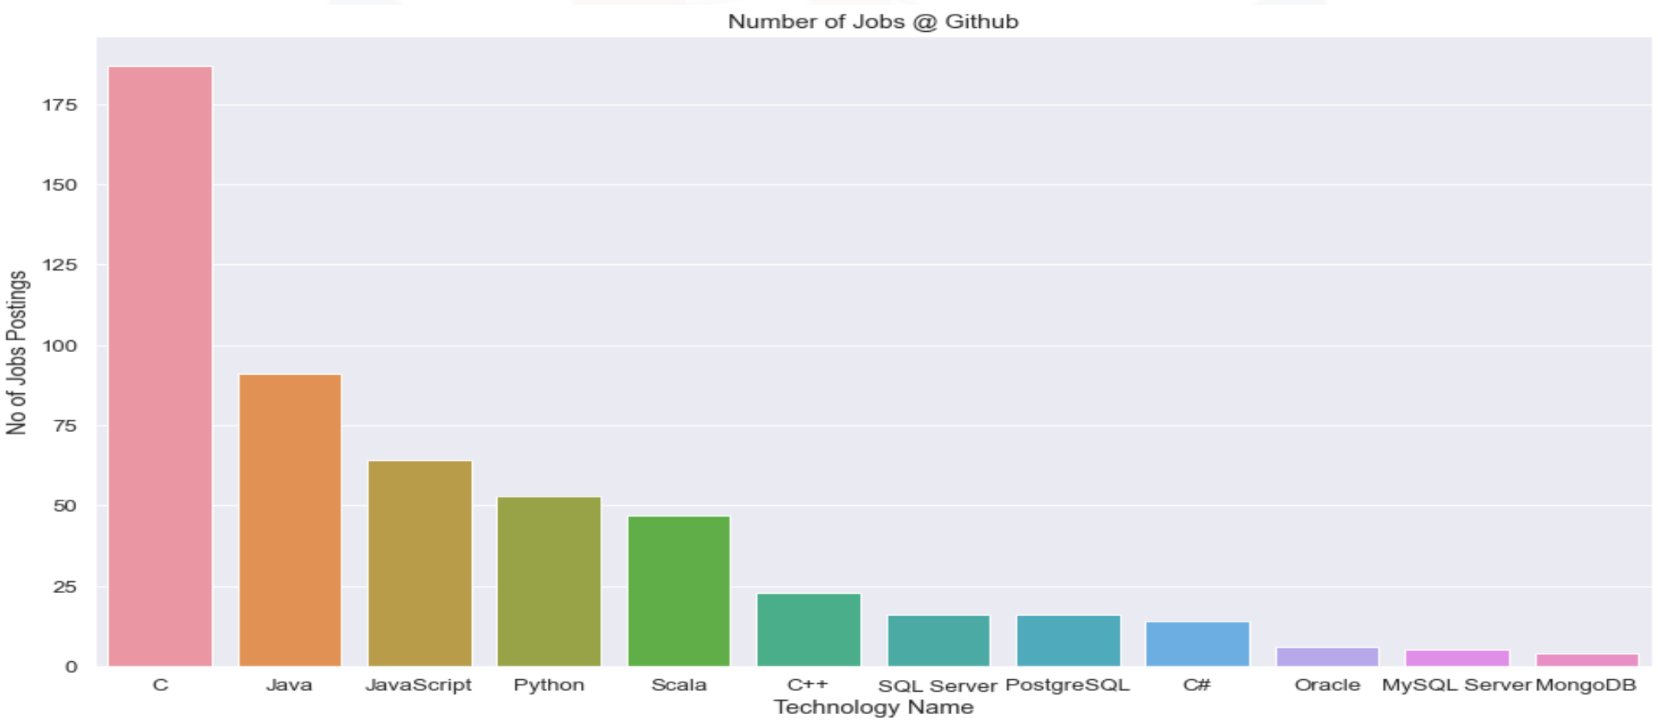 Number of Jobs @ Github
No of Jobs Postings
175
150
125
100
75
50
25
0
C Java JavaScript Python Scala C++ SQL Server PostgreSQL C# Oracle MySQL Server MongoDB
Technology Name